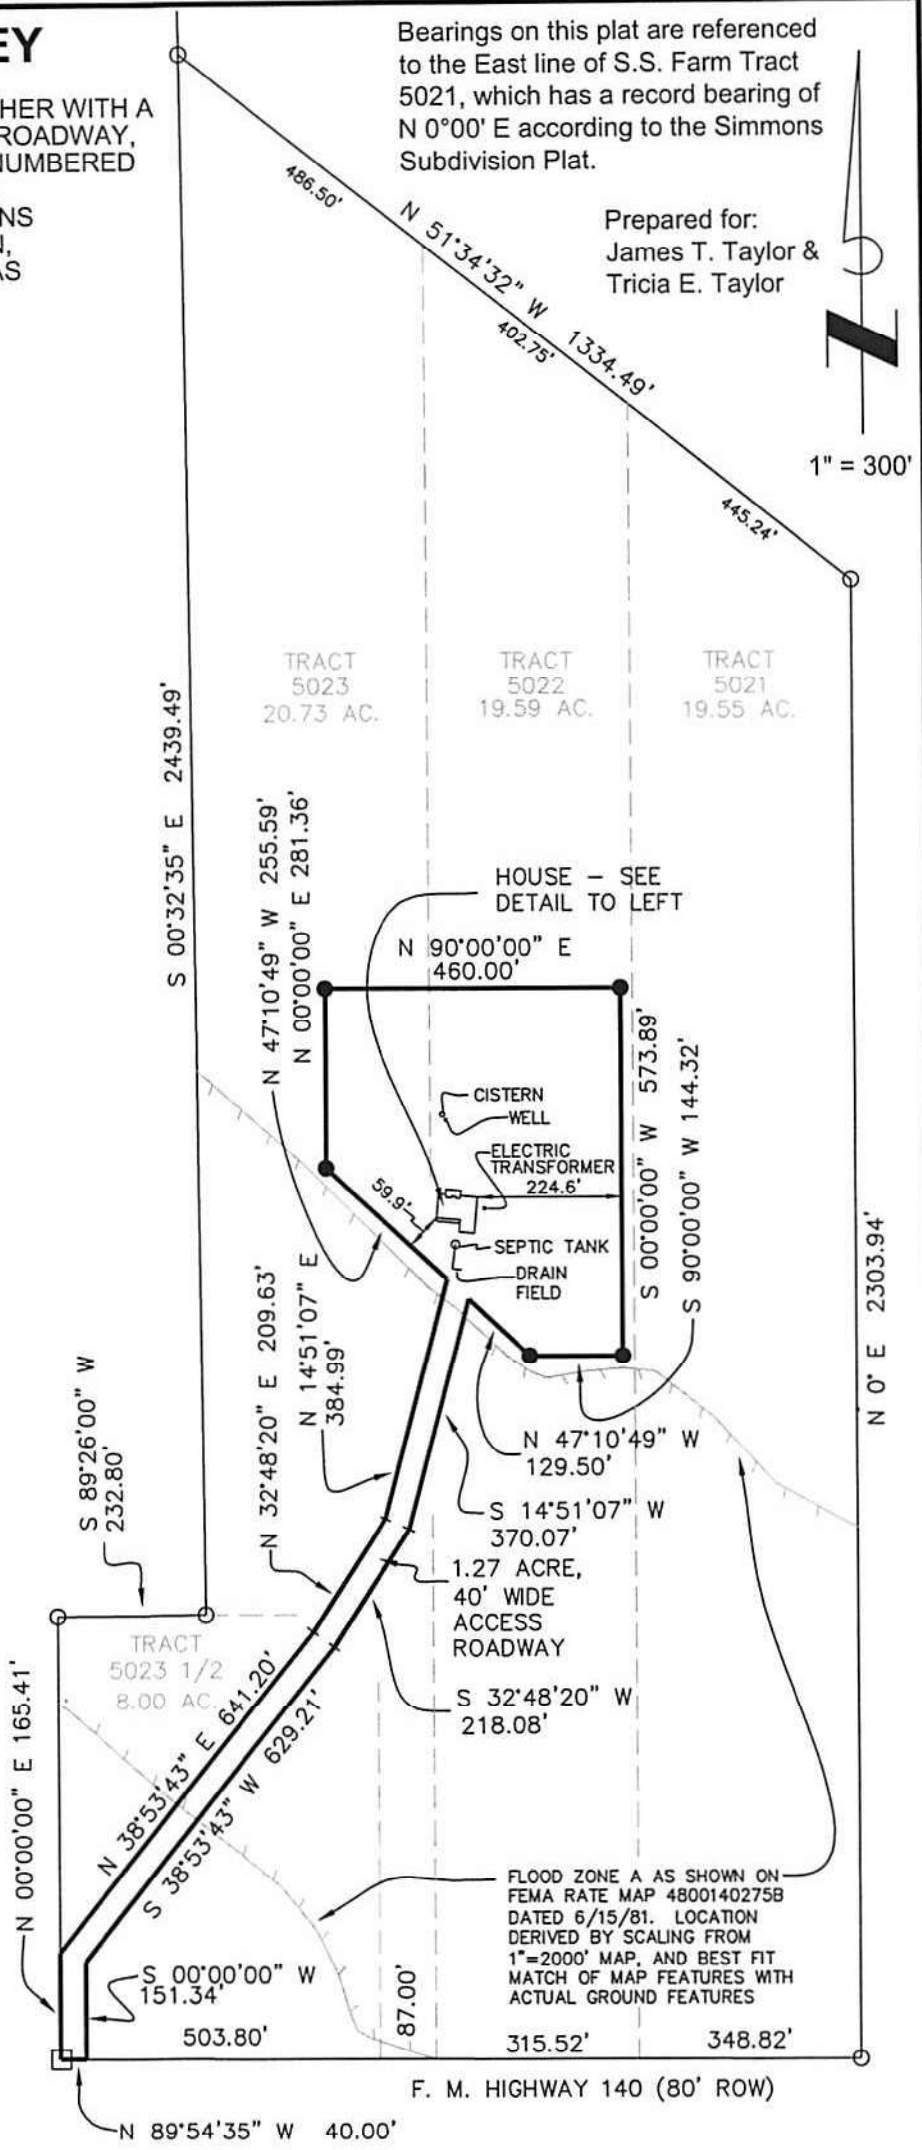 EY
HER WITH A
ROADWAY,
NUMBERED
NS
N,
AS
Bearings on this plat are referenced
to the East line of S.S. Farm Tract
5021, which has a record bearing of
N 0°00' E according to the Simmons
Subdivision Plat.
Prepared for:
James T. Taylor &
Tricia E. Taylor
N
1" = 300'
486.50'
N 51°34'32" W 1334.49'
402.75'
445.24'
TRACT
5023
20.73 AC.
TRACT
5022
19.59 AC.
TRACT
5021
19.55 AC.
S 00°32'35" E 2439.49'
N 47°10'49" W 255.59'
N 00°00'00" E 281.36'
HOUSE – SEE
DETAIL TO LEFT
N 90°00'00" E
460.00'
S 00°00'00" W 573.89'
S 90°00'00" W 144.32'
CISTERN
WELL
ELECTRIC
TRANSFORMER
224.6'
59.9'
SEPTIC TANK
DRAIN
FIELD
N 0° E 2303.94'
N 32°48'20" E 209.63'
N 14°51'07" E
384.99'
S 89°26'00" W
232.80'
N 47°10'49" W
129.50'
S 14°51'07" W
370.07'
1.27 ACRE,
40' WIDE
ACCESS
ROADWAY
TRACT
5023 1/2
8.00 AC.
S 32°48'20" W
218.08'
N 00°00'00" E 165.41'
N 38°53'43" E 641.20'
S 38°53'43" W 629.21'
FLOOD ZONE A AS SHOWN ON
FEMA RATE MAP 4800140275B
DATED 6/15/81. LOCATION
DERIVED BY SCALING FROM
1"=2000' MAP, AND BEST FIT
MATCH OF MAP FEATURES WITH
ACTUAL GROUND FEATURES
S 00°00'00" W
151.34'
503.80'
87.00'
315.52'
348.82'
F. M. HIGHWAY 140 (80' ROW)
N 89°54'35" W 40.00'